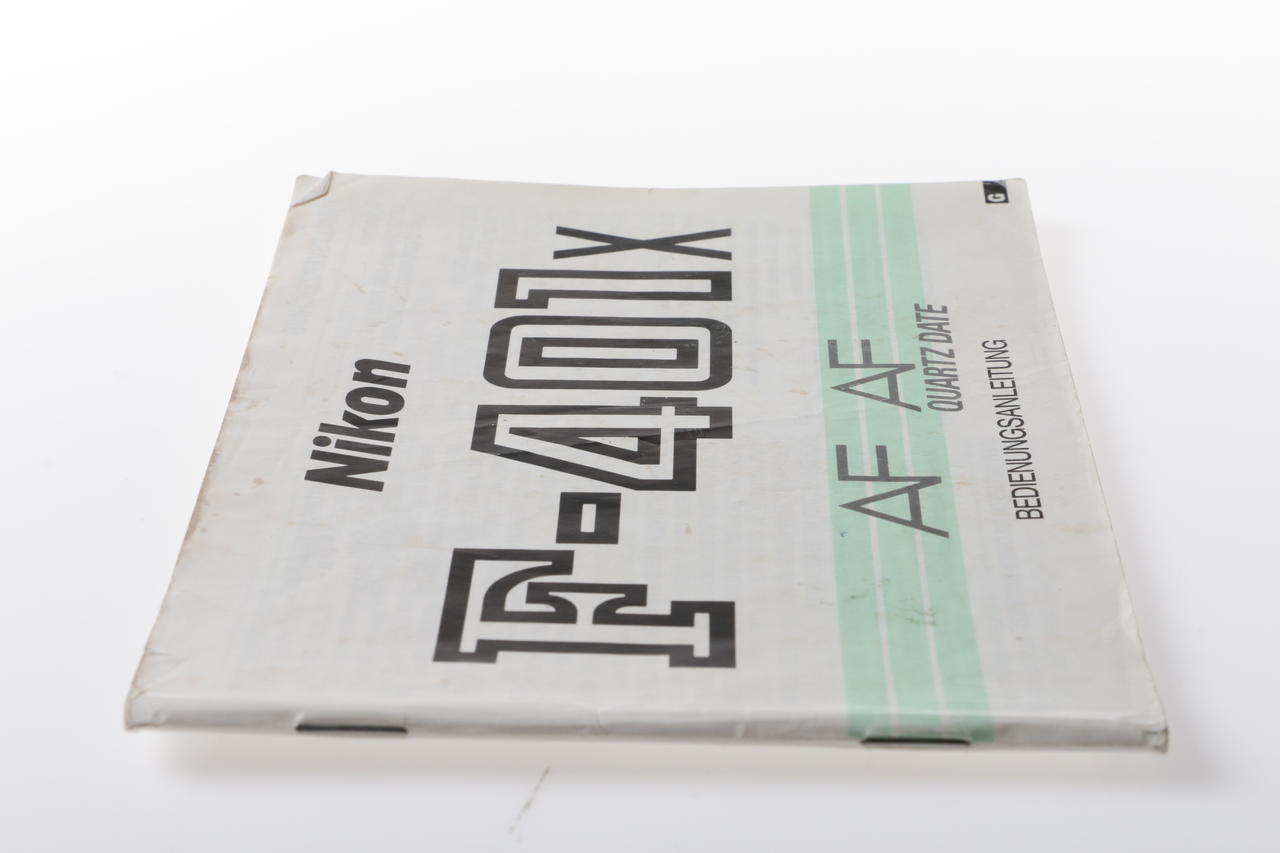 Nikon
F-401x
AF AF
QUARTZ DATE
BEDIENUNGSANLEITUNG
G